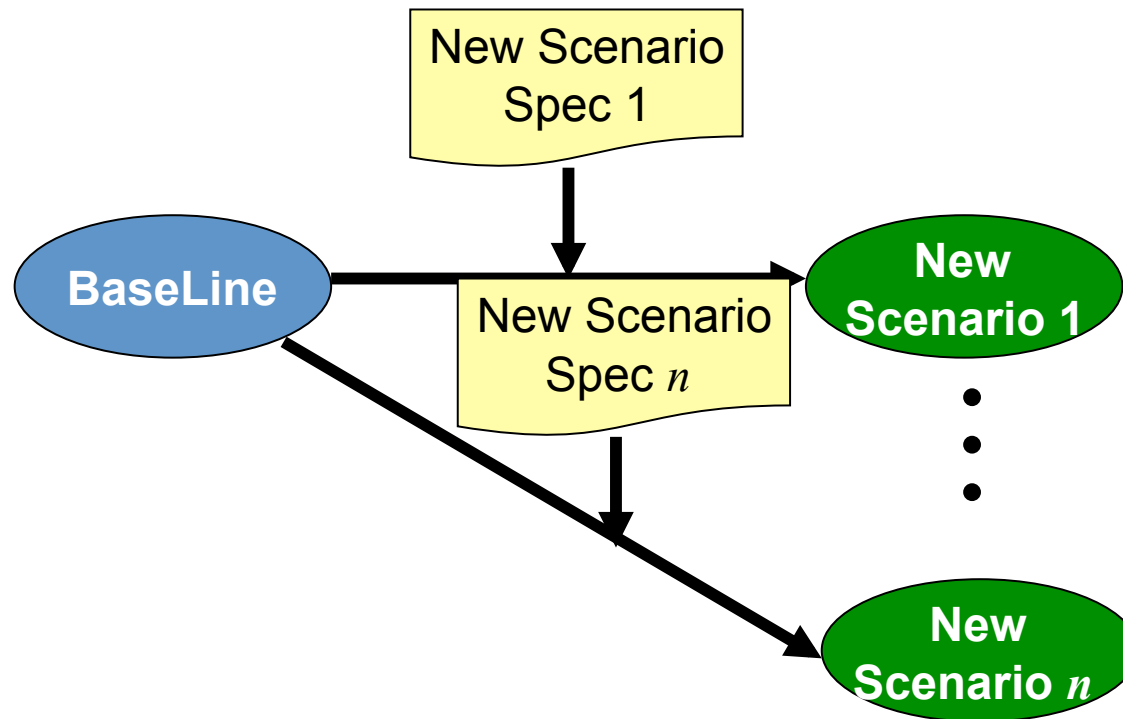 New Scenario
Spec 1
BaseLine
New
Scenario 1
New Scenario
Spec n
New
Scenario n